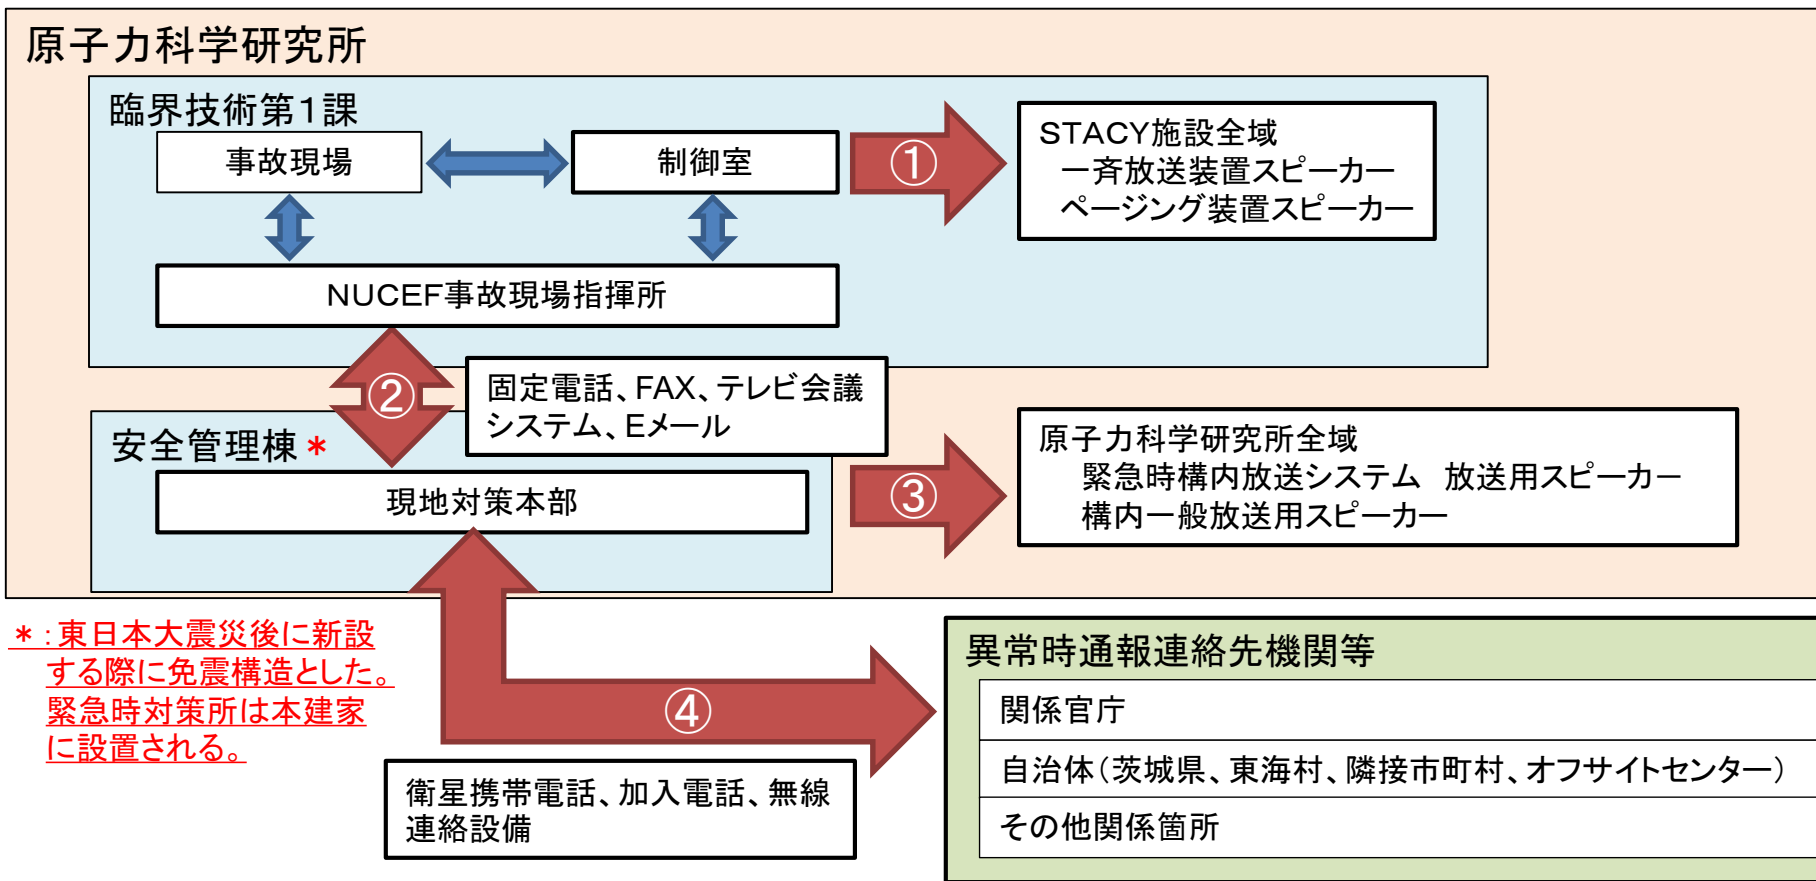 原子力科学研究所
臨界技術第1課
事故現場
制御室
①
STACY施設全域
一斉放送装置スピーカー
ページング装置スピーカー
NUCEF事故現場指揮所
②
固定電話、FAX、テレビ会議
システム、Eメール
安全管理棟*
現地対策本部
③
原子力科学研究所全域
緊急時構内放送システム　放送用スピーカー
構内一般放送用スピーカー
*:東日本大震災後に新設
する際に免震構造とした。
緊急時対策所は本建家
に設置される。
④
衛星携帯電話、加入電話、無線
連絡設備
異常時通報連絡先機関等
関係官庁
自治体(茨城県、東海村、隣接市町村、オフサイトセンター)
その他関係箇所